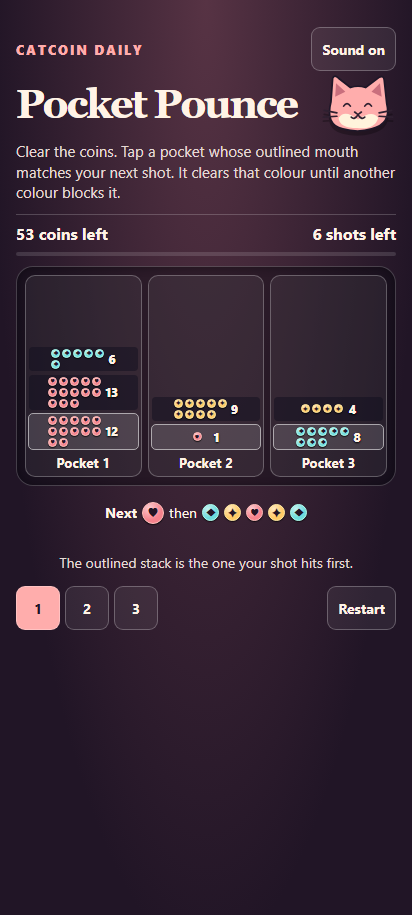 CATCOIN DAILY
Sound on
Pocket Pounce
Clear the coins. Tap a pocket whose outlined mouth
matches your next shot. It clears that colour until another
colour blocks it.
53 coins left
6 shots left
6
13
12
Pocket 1
9
1
Pocket 2
4
8
Pocket 3
Next then
The outlined stack is the one your shot hits first.
1 2 3 Restart